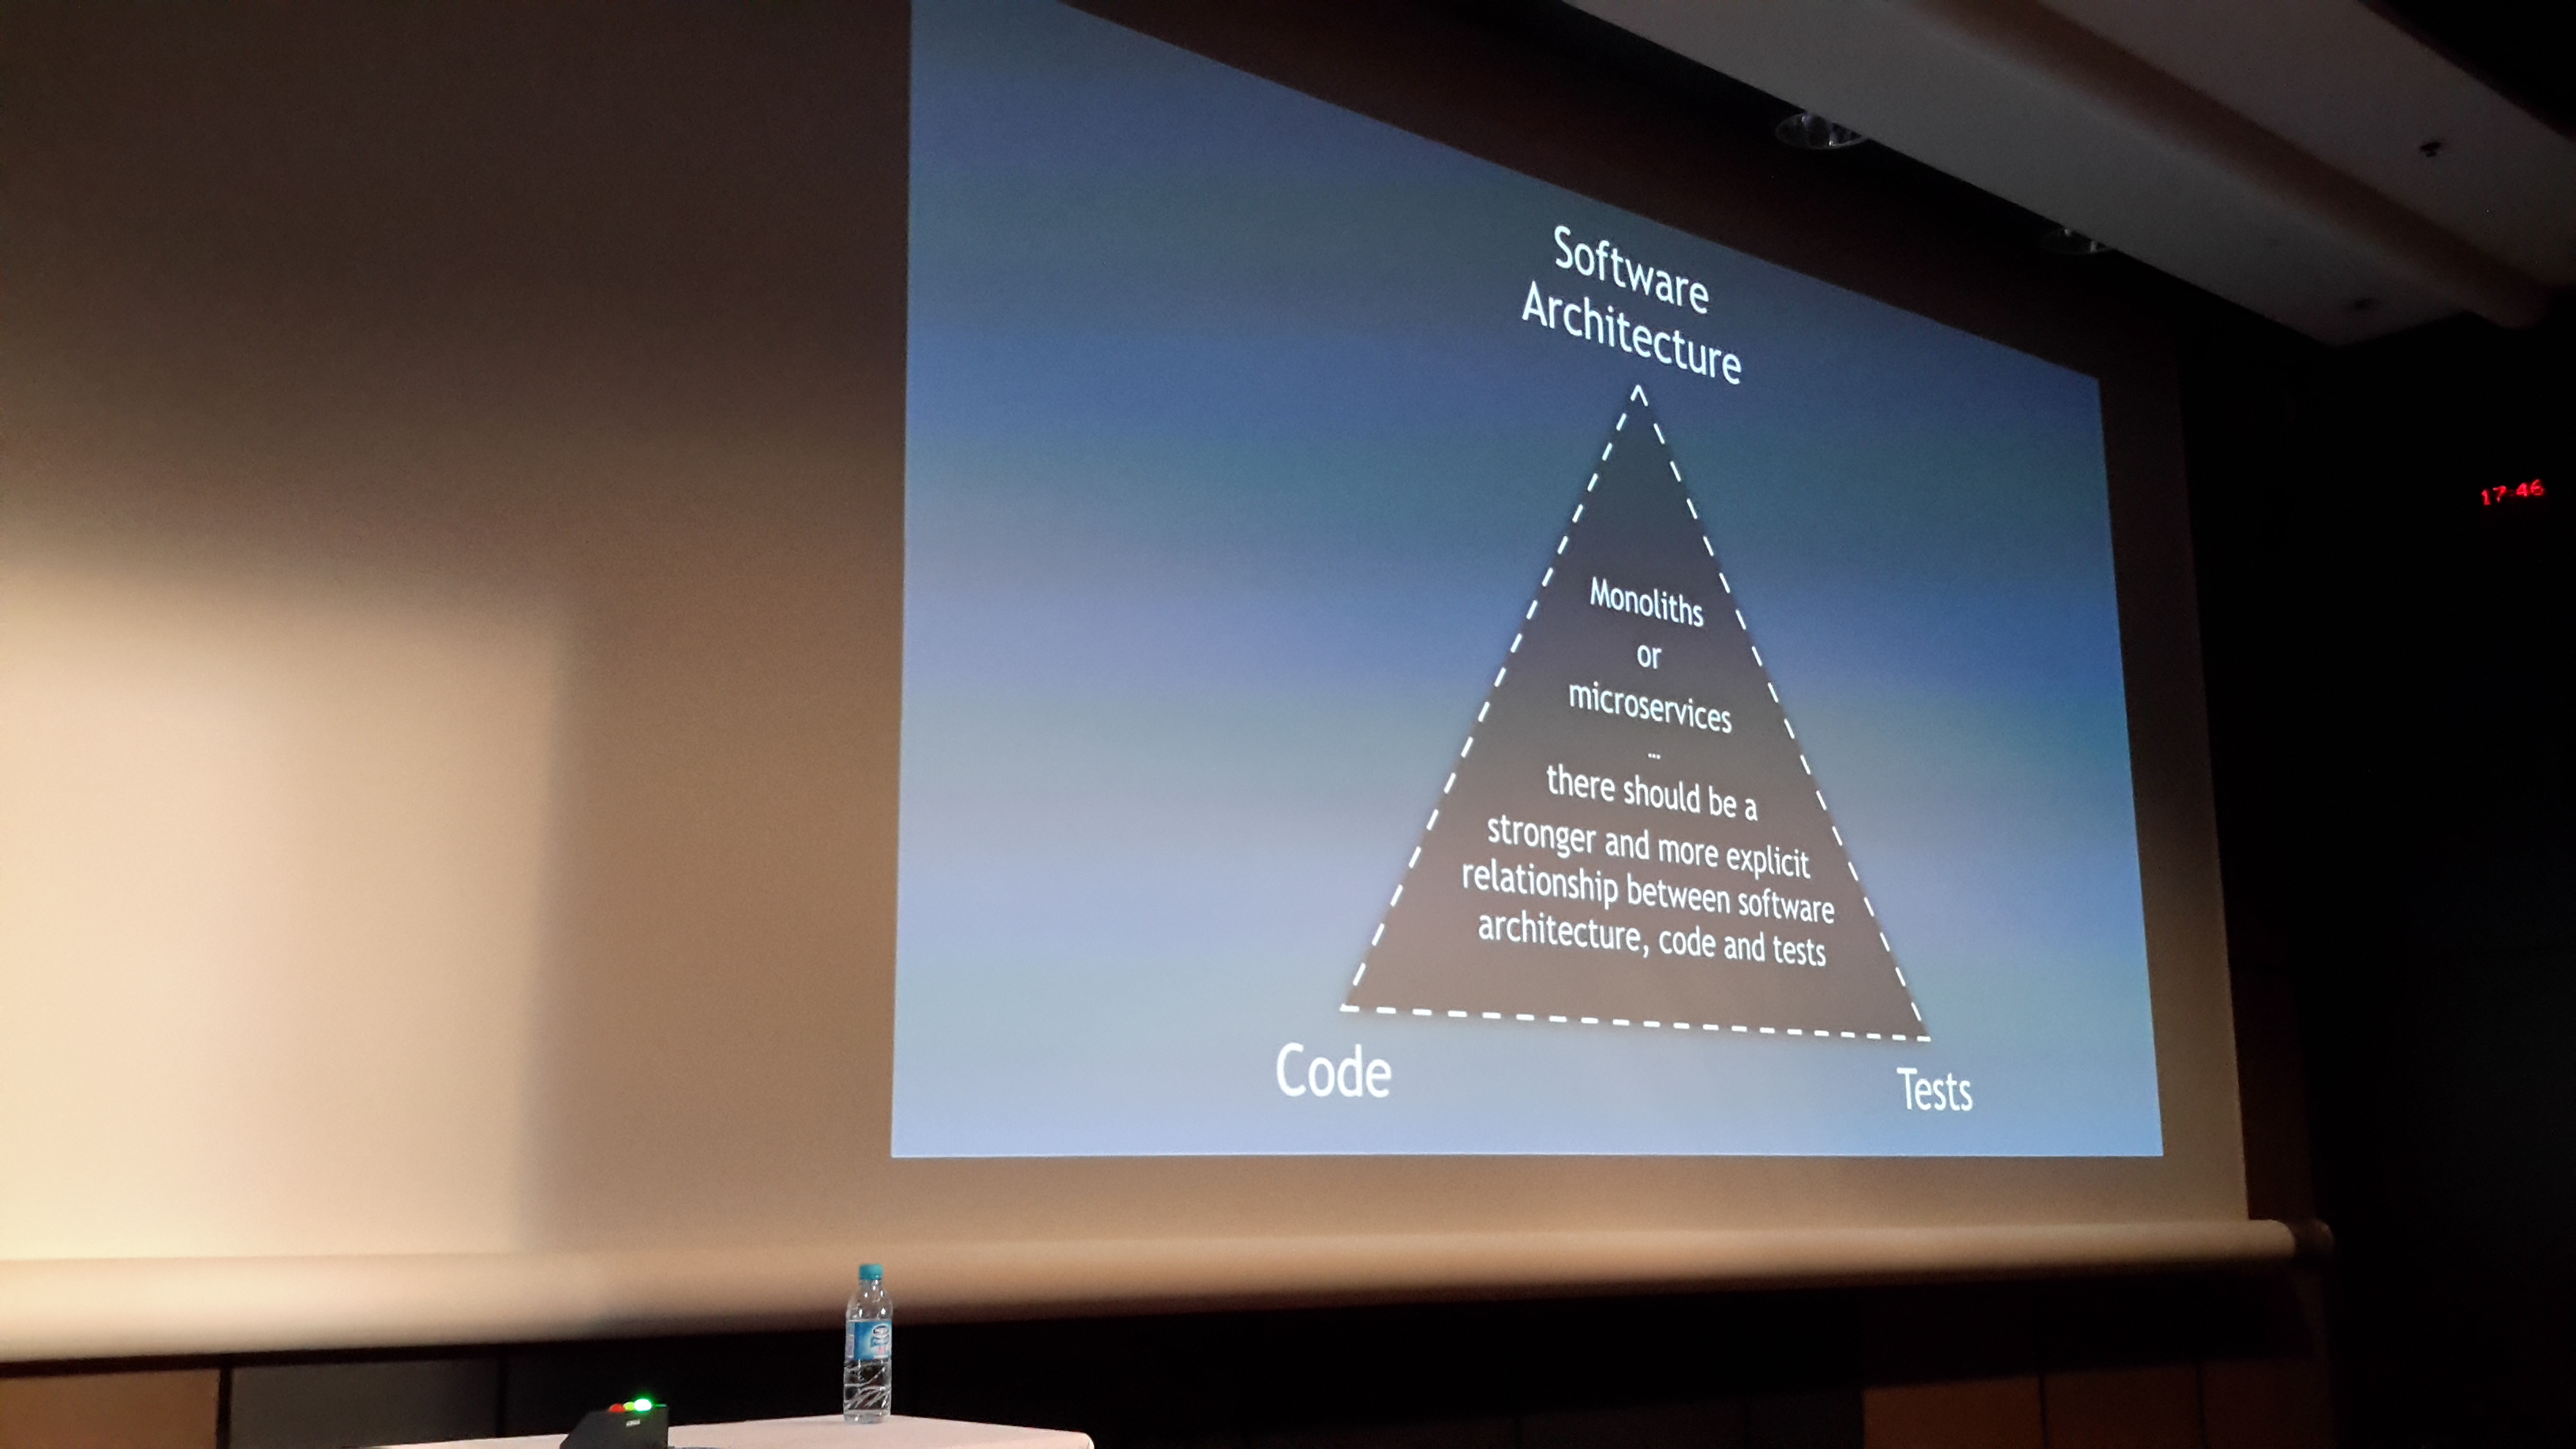 Software
Architecture
Monoliths
or
microservices
...
there should be a
stronger and more explicit
relationship between software
architecture, code and tests
Code
Tests
17:46